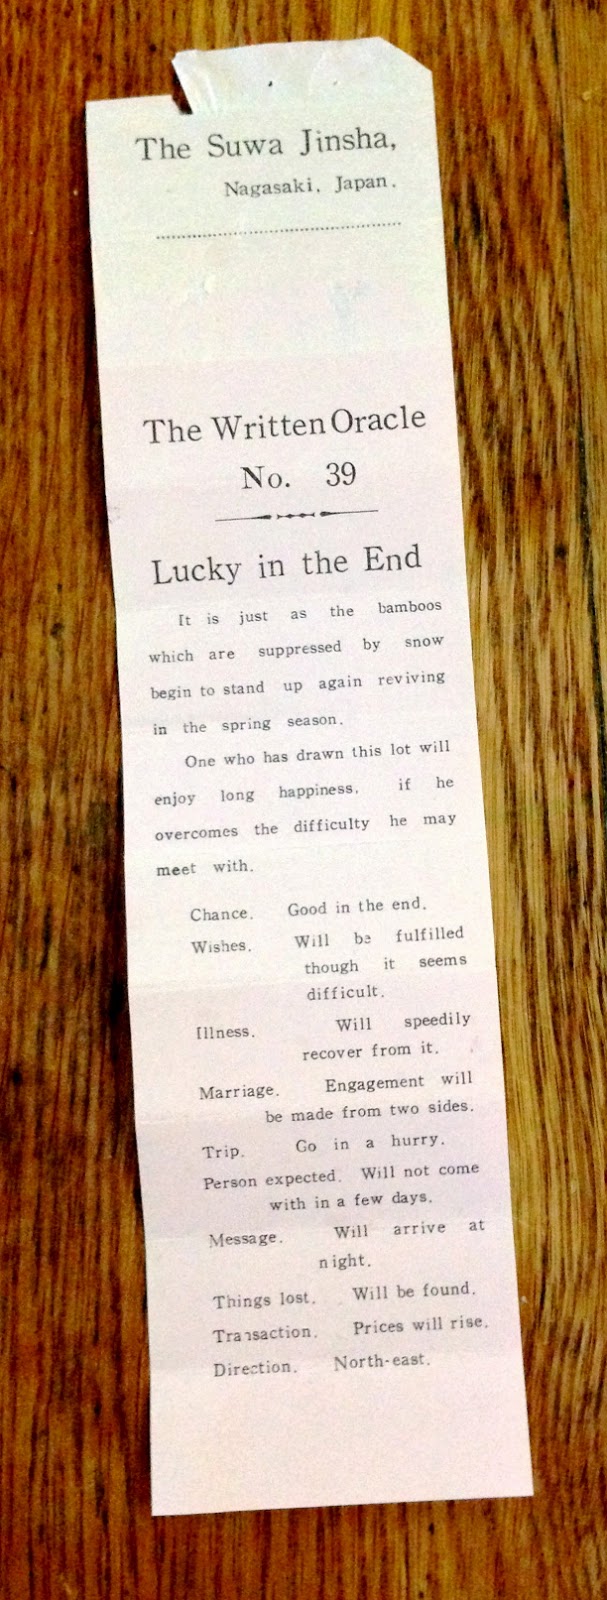 The Suwa Jinsha,
Nagasaki, Japan.
The Written Oracle
No. 39
Lucky in the End
It is just as the bamboos
which are suppressed by snow
begin to stand up again reviving
in the spring season.
One who has drawn this lot will
enjoy long happiness, if he
overcomes the difficulty he may
meet with.
Chance. Good in the end.
Wishes. Will be fulfilled
though it seems
difficult.
Illness. Will speedily
recover from it.
Marriage. Engagement will
be made from two sides.
Trip. Go in a hurry.
Person expected. Will not come
with in a few days.
Message. Will arrive at
night.
Things lost. Will be found.
Transaction. Prices will rise.
Direction. North-east.